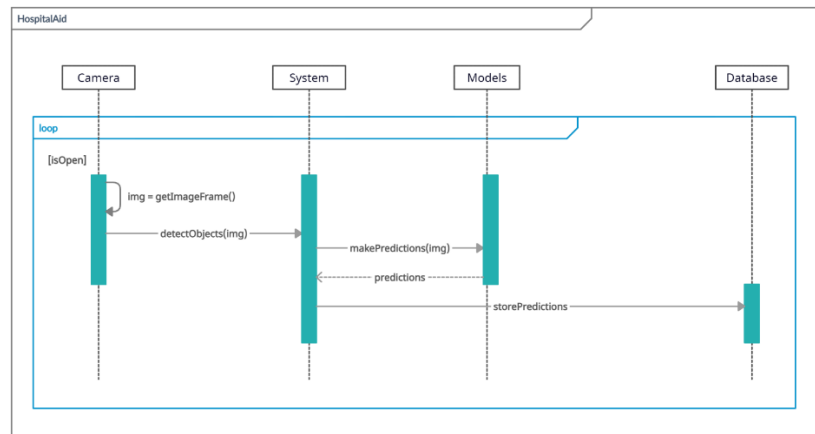 HospitalAid
Camera
System
Models
Database
loop
[isOpen]
img = getImageFrame()
detectObjects(img)
makePredictions(img)
predictions
storePredictions